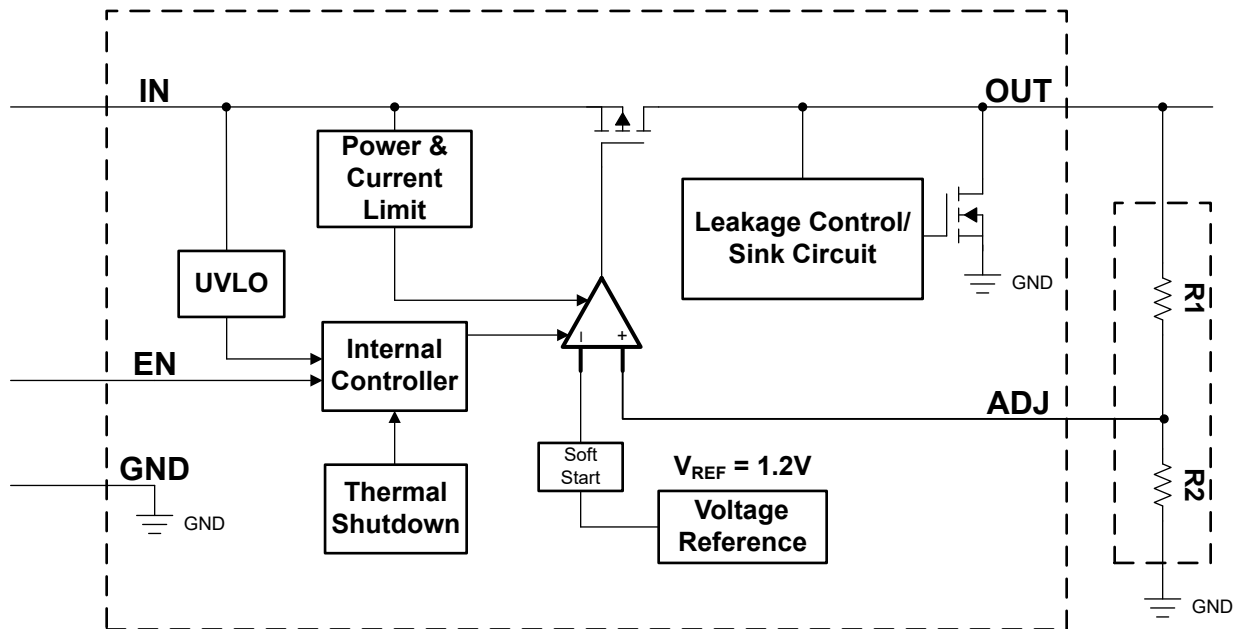 IN
OUT
Power &
Current
Limit
Leakage Control/
Sink Circuit
GND
UVLO
R1
Internal
Controller
EN
– +
ADJ
GND
GND
Soft
Start
VREF = 1.2V
R2
Thermal
Shutdown
Voltage
Reference
GND